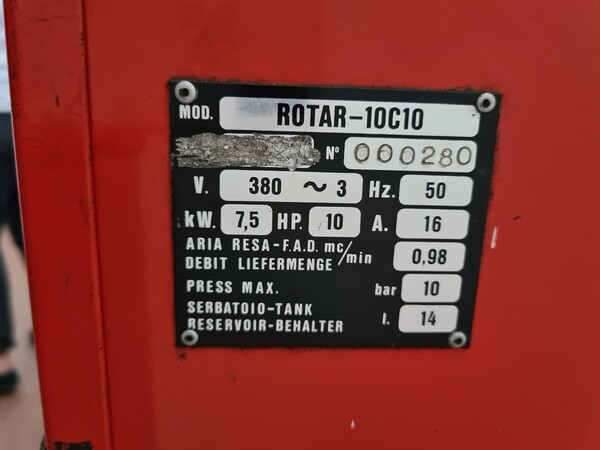 MOD. ROTAR-10C10
Nº 000280
V. 380 ~ 3 Hz. 50
kW. 7,5 HP. 10 A. 16
ARIA RESA-F.A.D. mc/min 0,98
DEBIT LIEFERMENGE
PRESS MAX. bar 10
SERBATOIO-TANK l. 14
RESERVOIR-BEHALTER